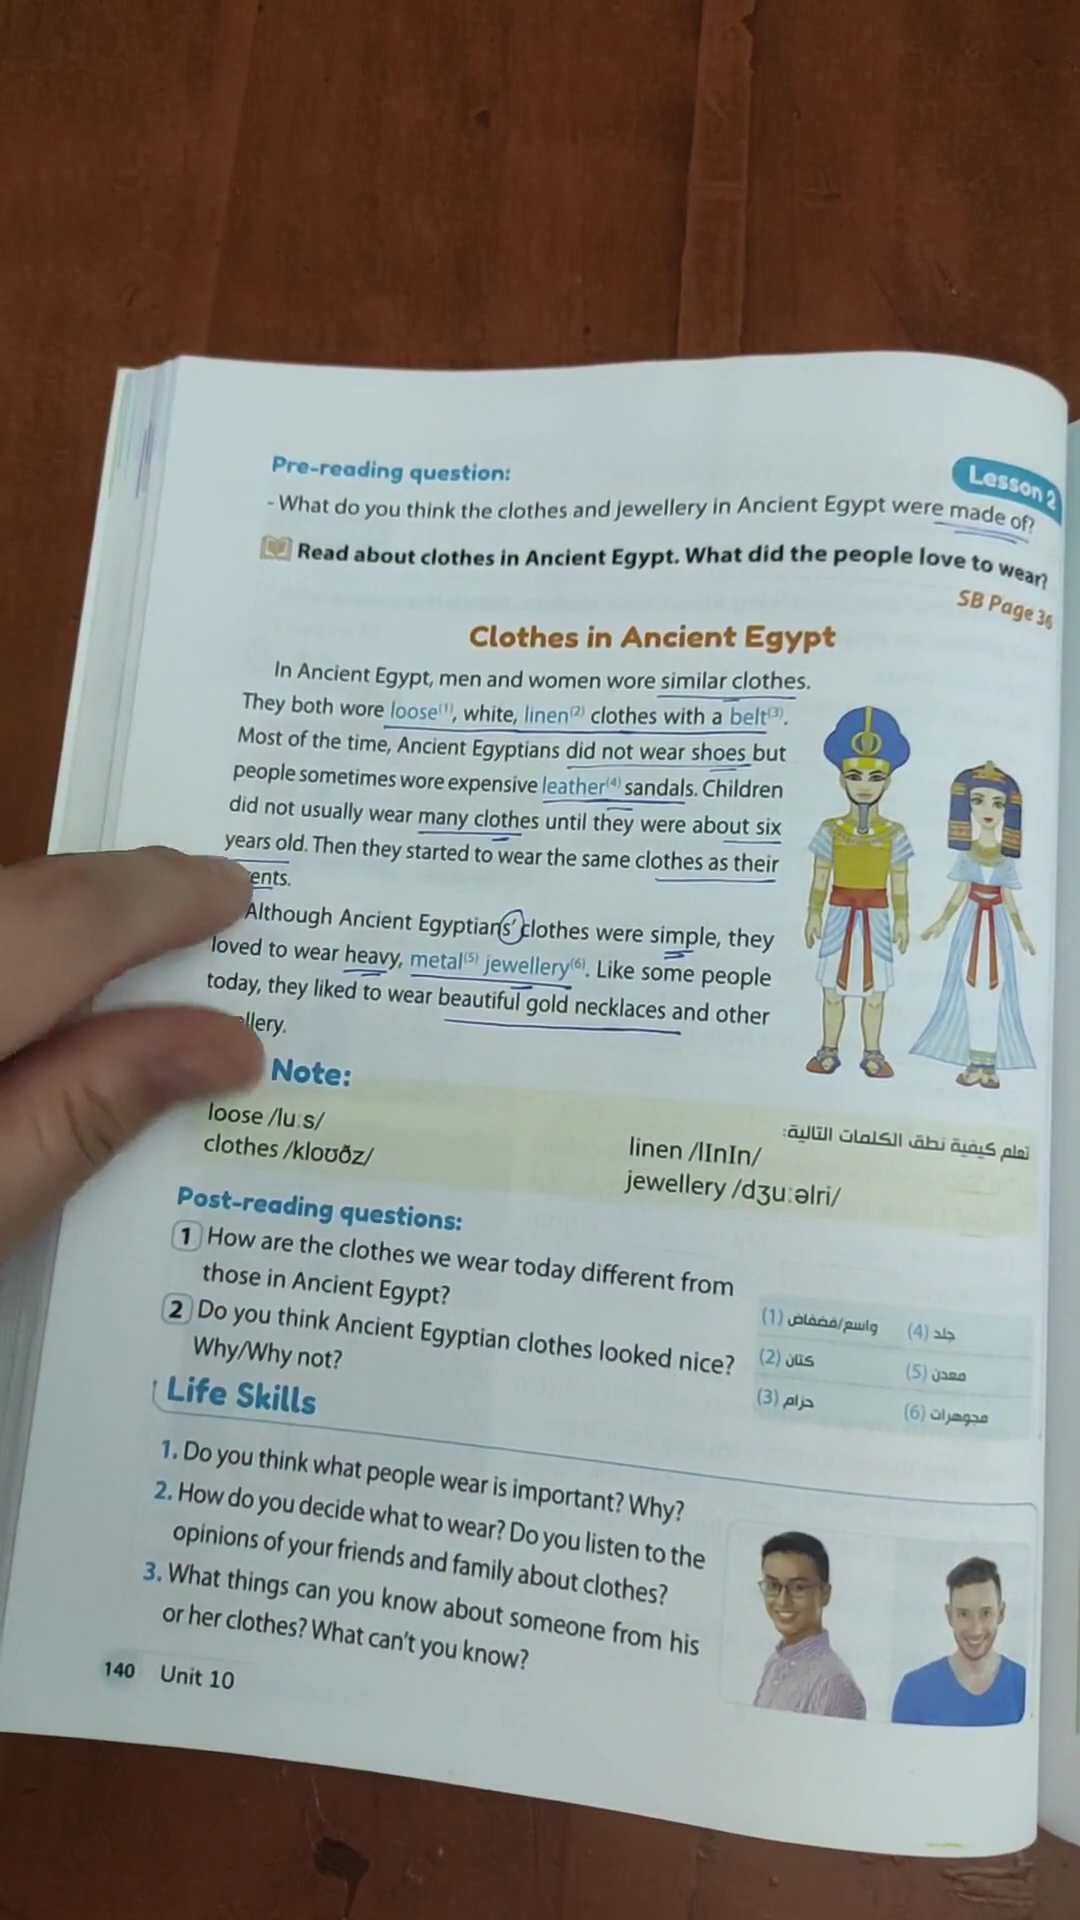 Pre-reading question:
Lesson 2
- What do you think the clothes and jewellery in Ancient Egypt were made of?
Read about clothes in Ancient Egypt. What did the people love to wear?
SB Page 36
Clothes in Ancient Egypt
In Ancient Egypt, men and women wore similar clothes.
They both wore loose(1), white, linen(2) clothes with a belt(3).
Most of the time, Ancient Egyptians did not wear shoes but
people sometimes wore expensive leather(4) sandals. Children
did not usually wear many clothes until they were about six
years old. Then they started to wear the same clothes as their
ents.
Although Ancient Egyptians' clothes were simple, they
loved to wear heavy, metal(5) jewellery(6). Like some people
today, they liked to wear beautiful gold necklaces and other
llery.
Note:
تعلم كيفية نطق الكلمات التالية:
loose /luːs/
linen /lInIn/
clothes /kloʊðz/
jewellery /dʒuːəlri/
Post-reading questions:
1 How are the clothes we wear today different from
those in Ancient Egypt?
2 Do you think Ancient Egyptian clothes looked nice?
Why/Why not?
(1) واسع/فضفاض
(4) جلد
(2) كتان
(5) معدن
(3) حزام
(6) مجوهرات
Life Skills
1. Do you think what people wear is important? Why?
2. How do you decide what to wear? Do you listen to the
opinions of your friends and family about clothes?
3. What things can you know about someone from his
or her clothes? What can't you know?
140 Unit 10